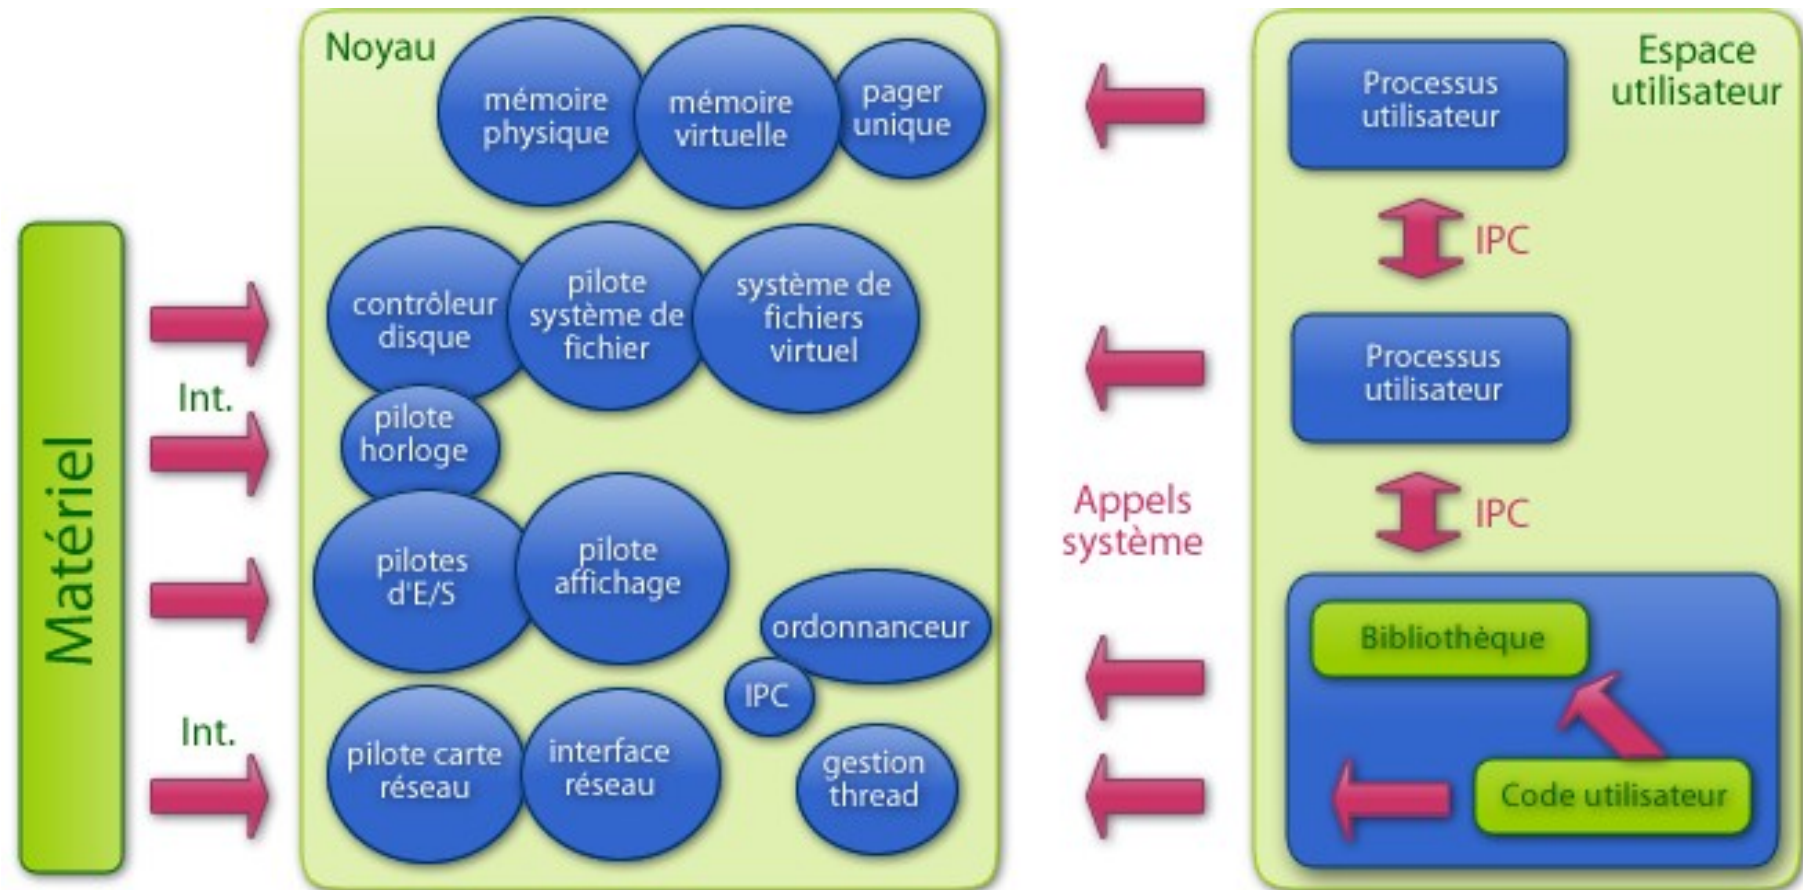 Noyau
mémoire
physique
mémoire
virtuelle
pager
unique
contrôleur
disque
pilote
système de
fichier
système de
fichiers
virtuel
pilote
horloge
pilotes
d'E/S
pilote
affichage
ordonnanceur
IPC
pilote carte
réseau
interface
réseau
gestion
thread
Matériel
Int.
Int.
Appels
système
Espace
utilisateur
Processus
utilisateur
IPC
Processus
utilisateur
IPC
Bibliothèque
Code utilisateur